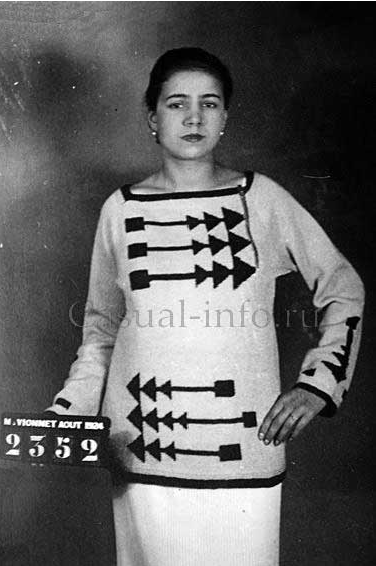 Casual-info.ru
M. VIONNET AOUT 1924
2352